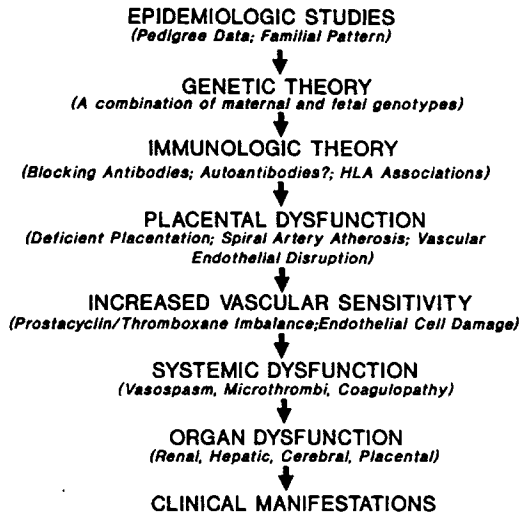 EPIDEMIOLOGIC STUDIES
(Pedigree Data; Familial Pattern)
GENETIC THEORY
(A combination of maternal and fetal genotypes)
IMMUNOLOGIC THEORY
(Blocking Antibodies; Autoantibodies?; HLA Associations)
PLACENTAL DYSFUNCTION
(Deficient Placentation; Spiral Artery Atherosis; Vascular
Endothelial Disruption)
INCREASED VASCULAR SENSITIVITY
(Prostacyclin/Thromboxane Imbalance;Endothelial Cell Damage)
SYSTEMIC DYSFUNCTION
(Vasospasm, Microthrombi, Coagulopathy)
ORGAN DYSFUNCTION
(Renal, Hepatic, Cerebral, Placental)
CLINICAL MANIFESTATIONS